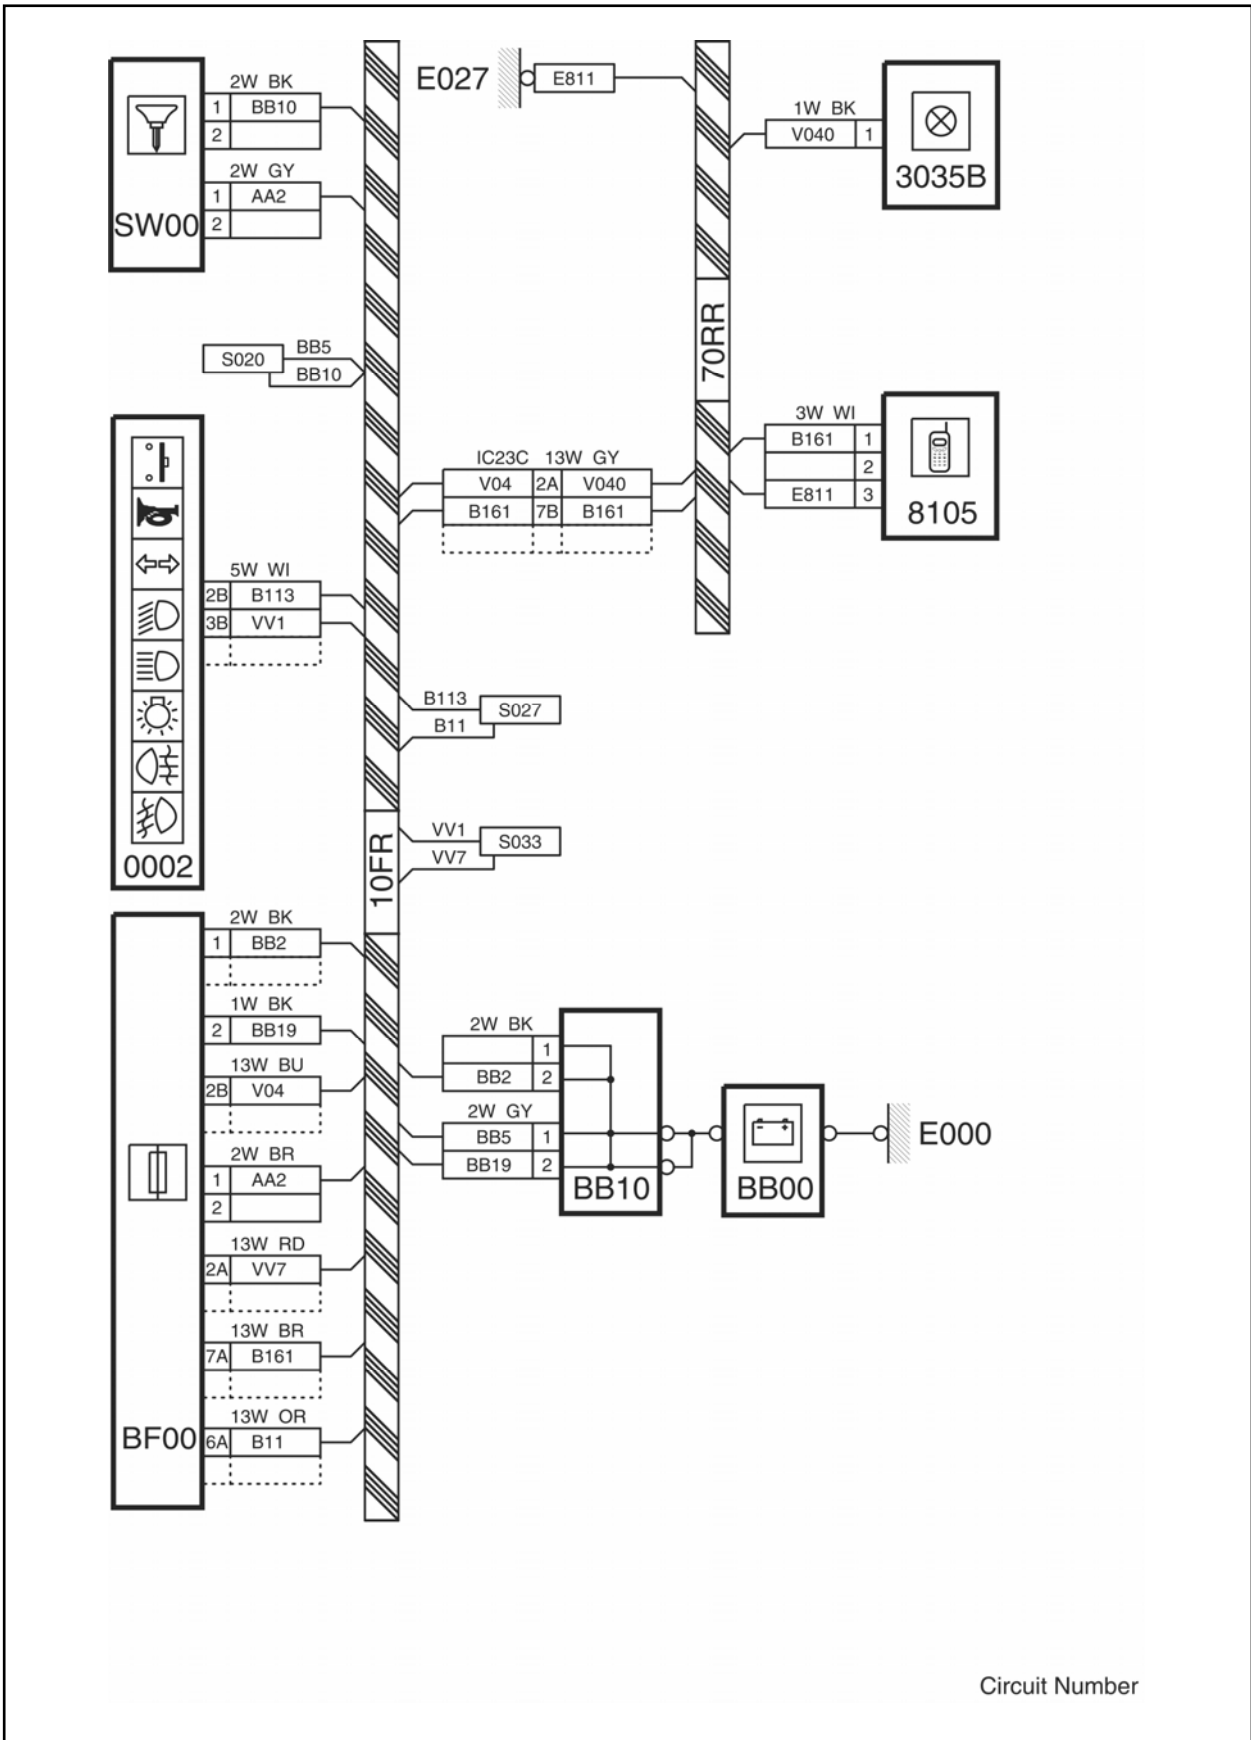 2W BK
1 BB10
2
2W GY
1 AA2
2
SW00
E027
E811
1W BK
V040 1
3035B
70RR
S020
BB5
BB10
3W WI
B161 1
2
E811 3
8105
IC23C 13W GY
V04 2A V040
B161 7B B161
5W WI
2B B113
3B VV1
0002
B113
B11
S027
10FR
VV1
VV7
S033
2W BK
1 BB2
1W BK
2 BB19
13W BU
2B V04
2W BR
1 AA2
2
13W RD
2A VV7
13W BR
7A B161
13W OR
6A B11
BF00
2W BK
1
BB2 2
2W GY
BB5 1
BB19 2
BB10
- +
BB00
E000
Circuit Number